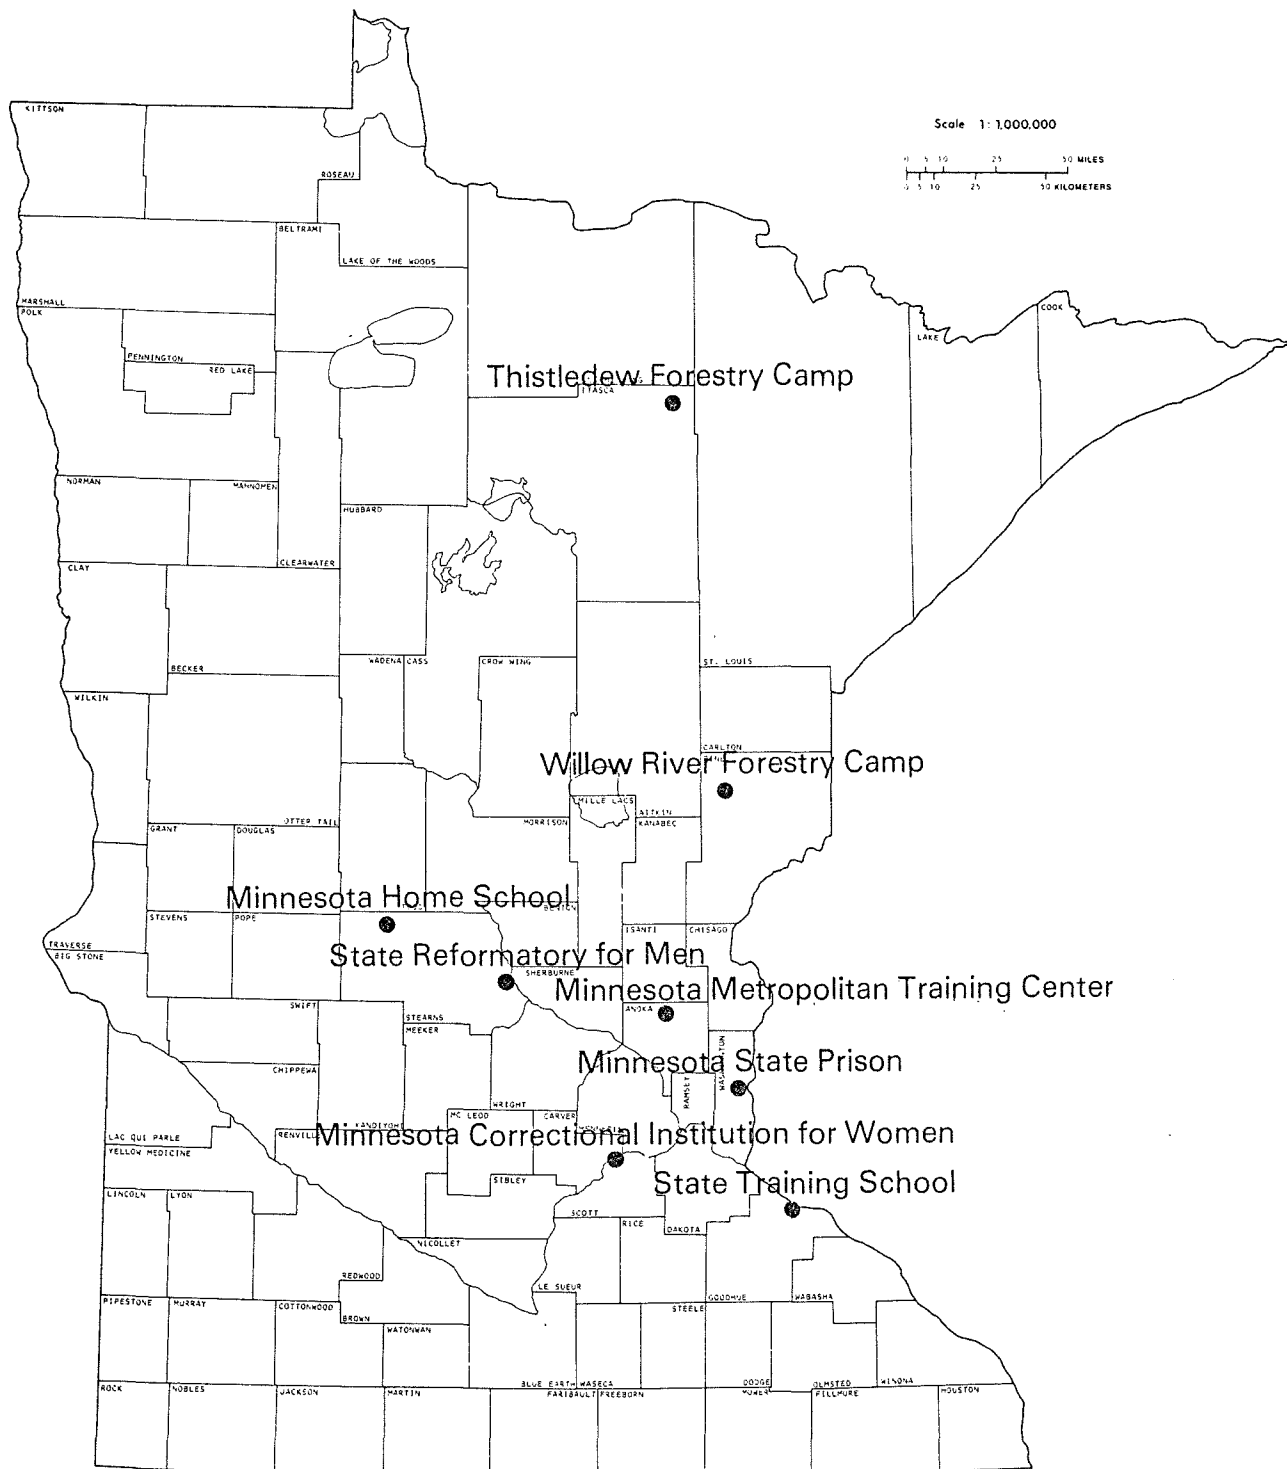 KITTSON
Scale 1: 1,000,000
0 5 10 25 50 MILES
0 5 10 25 50 KILOMETERS
ROSEAU
BELTRAMI
LAKE OF THE WOODS
MARSHALL
POLK
COOK
LAKE
PENNINGTON
RED LAKE
Thistledew Forestry Camp
ITASCA
NORMAN
MAHNOMEN
HUBBARD
CLEARWATER
CLAY
BECKER
WADENA
CASS
CROW WING
ST. LOUIS
WILKIN
CARLTON
Willow River Forestry Camp
MILLE LACS
AITKIN
OTTER TAIL
MORRISON
KANABEC
GRANT
DOUGLAS
Minnesota Home School
BENTON
STEVENS
POPE
ISANTI
CHISAGO
TRAVERSE
BIG STONE
State Reformatory for Men
SHERBURNE
Minnesota Metropolitan Training Center
SWIFT
ANOKA
STEARNS
MEEKER
Minnesota State Prison
WASHINGTON
CHIPPEWA
RAMSEY
WRIGHT
MC LEOD
CARVER
KANDIYOHI
LAC QUI PARLE
RENVILLE
Minnesota Correctional Institution for Women
YELLOW MEDICINE
SIBLEY
State Training School
LINCOLN
LYON
SCOTT
RICE
DAKOTA
NICOLLET
REDWOOD
LE SUEUR
PIPESTONE
MURRAY
COTTONWOOD
STEELE
GOODHUE
WABASHA
BROWN
WATONWAN
BLUE EARTH
WASECA
DODGE
OLMSTED
WINONA
ROCK
NOBLES
JACKSON
MARTIN
FARIBAULT
FREEBORN
MOWER
FILLMORE
HOUSTON